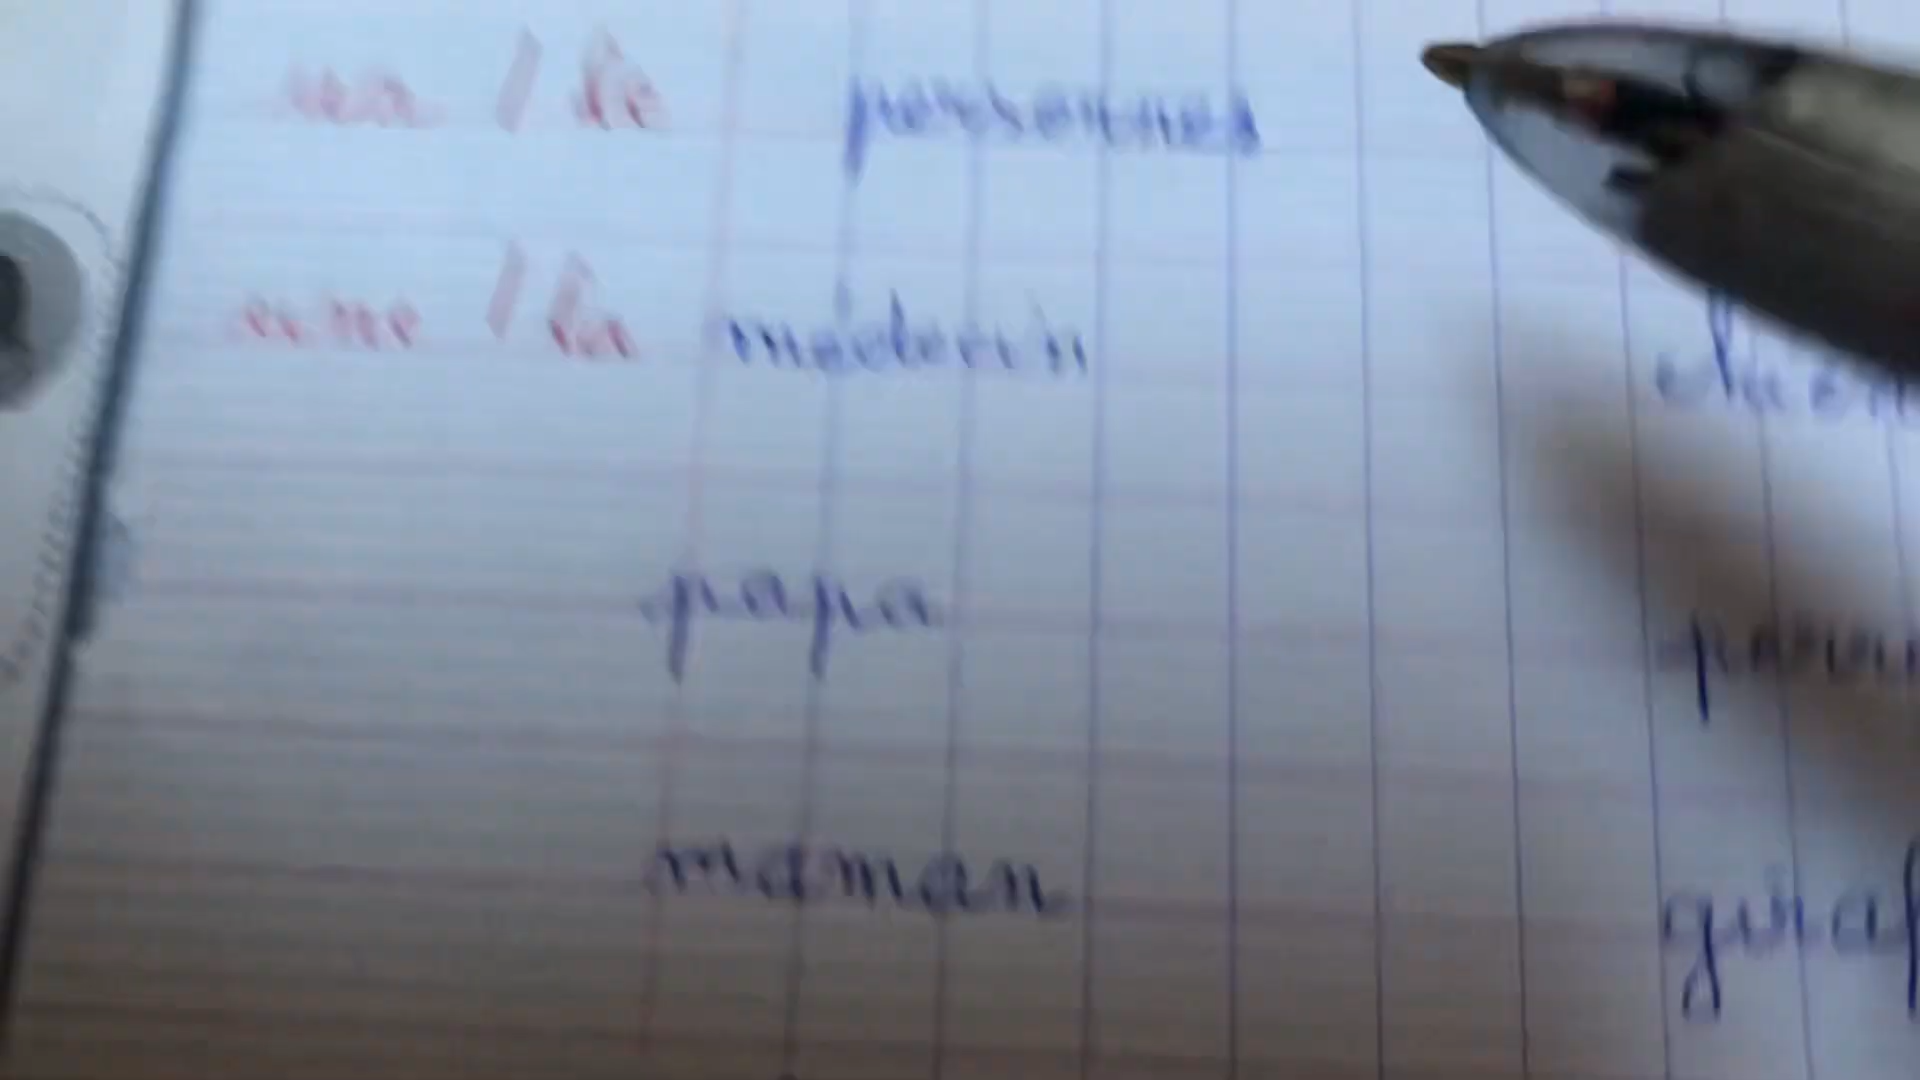 un / le personnes
une / la médecin
papa
maman